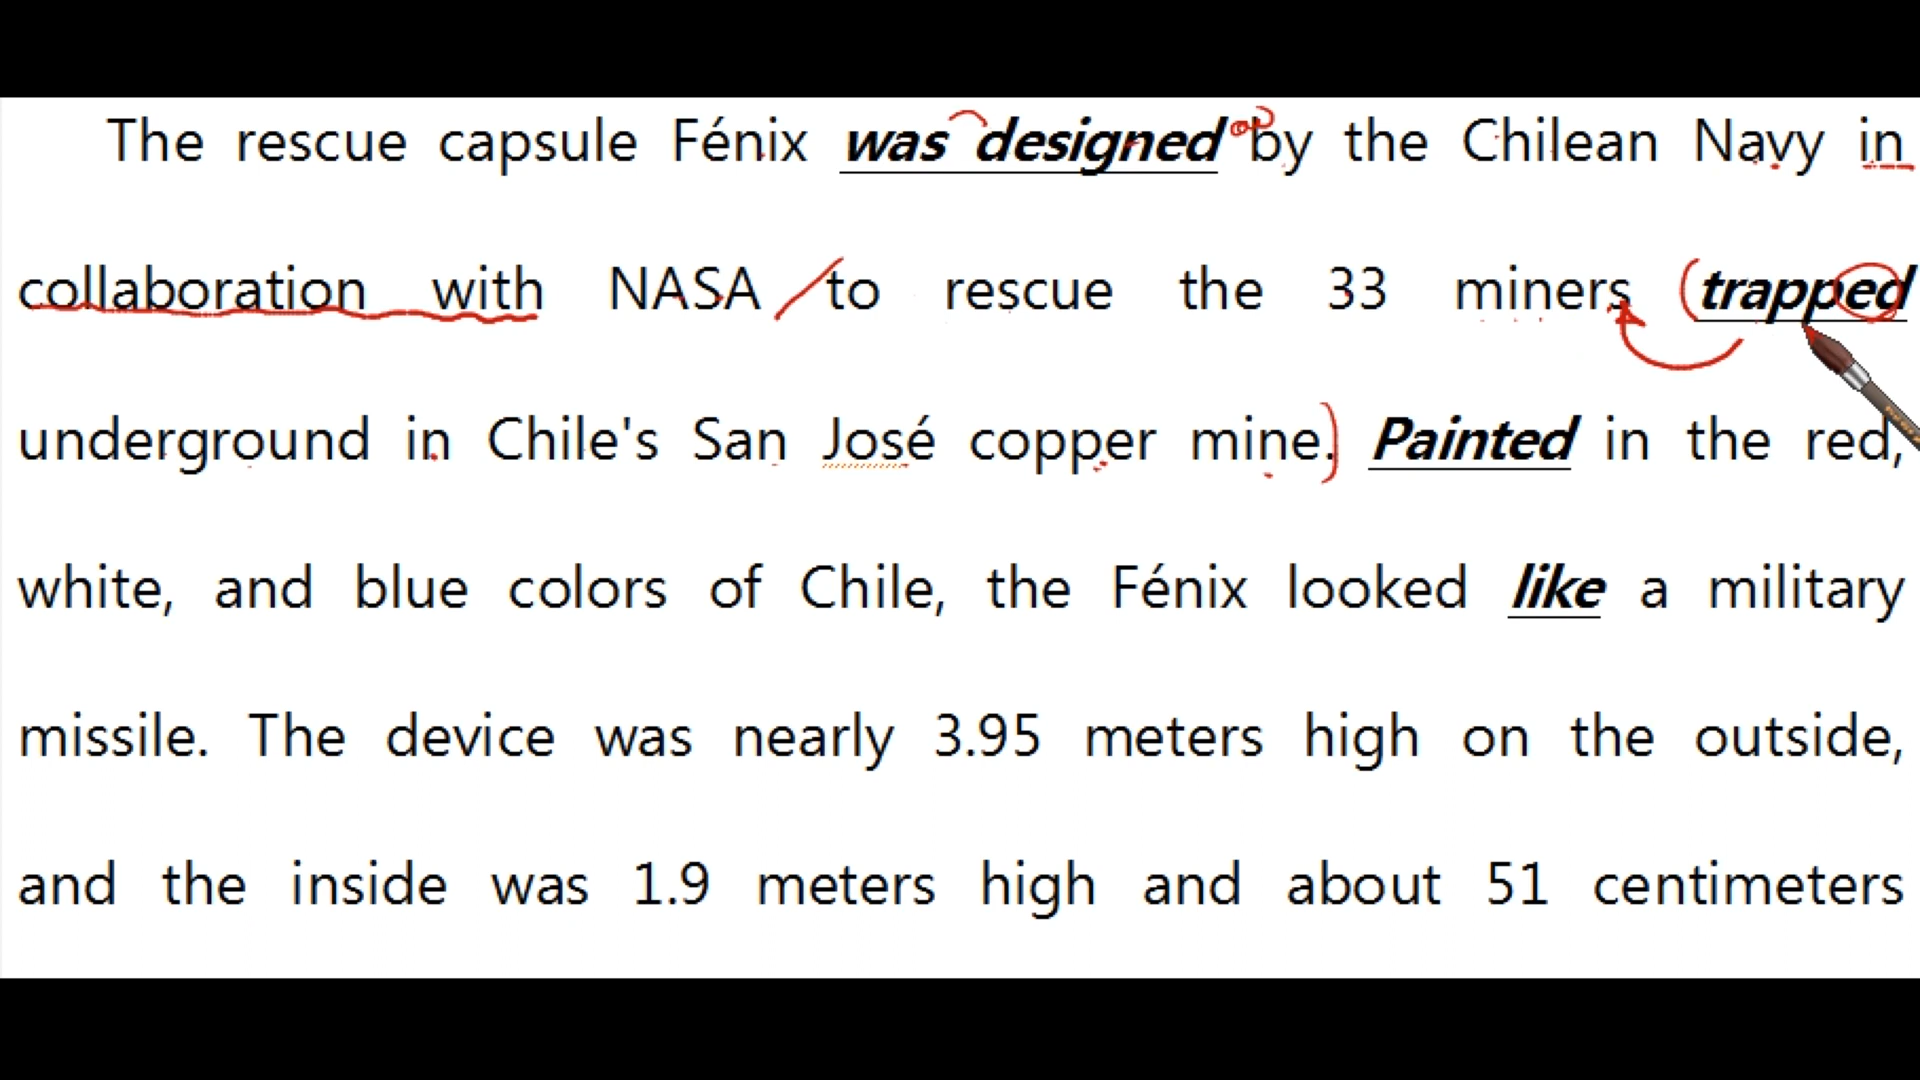 The rescue capsule Fénix was designed by the Chilean Navy in
collaboration with NASA to rescue the 33 miners trapped
underground in Chile's San José copper mine. Painted in the red,
white, and blue colors of Chile, the Fénix looked like a military
missile. The device was nearly 3.95 meters high on the outside,
and the inside was 1.9 meters high and about 51 centimeters